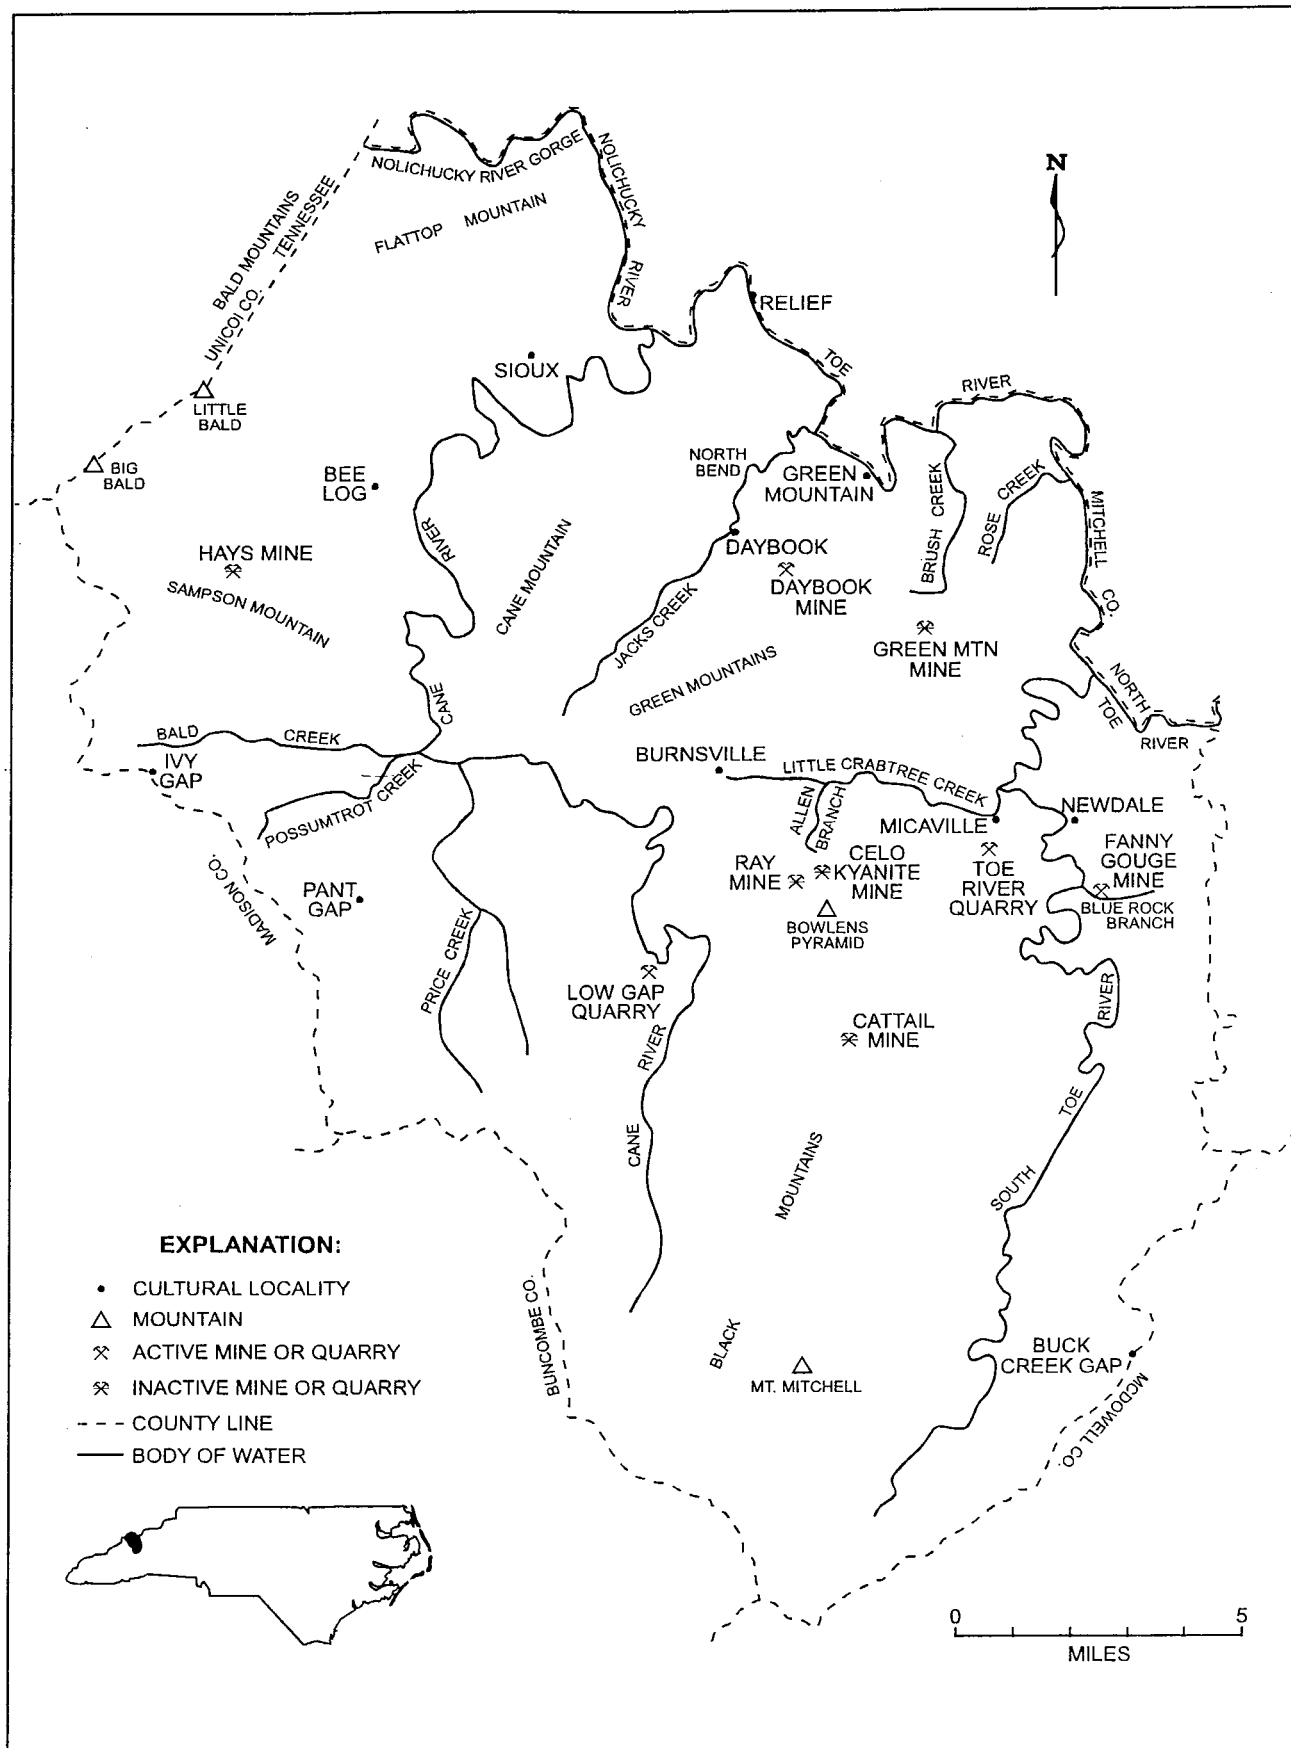 N
NOLICHUCKY RIVER GORGE
NOLICHUCKY
RIVER
BALD MOUNTAINS
UNICOI CO.
TENNESSEE
FLATTOP MOUNTAIN
RELIEF
TOE
RIVER
SIOUX
LITTLE
BALD
BIG
BALD
NORTH
BEND
GREEN
MOUNTAIN
BEE
LOG
RIVER
BRUSH CREEK
ROSE CREEK
MITCHELL
CO.
HAYS MINE
SAMPSON MOUNTAIN
CANE MOUNTAIN
DAYBOOK
DAYBOOK
MINE
JACKS CREEK
GREEN MTN
MINE
GREEN MOUNTAINS
CANE
NORTH
TOE
RIVER
BALD CREEK
IVY
GAP
BURNSVILLE
LITTLE CRABTREE CREEK
POSSUMTROT CREEK
ALLEN
BRANCH
MICAVILLE
NEWDALE
MADISON CO.
PANT
GAP
RAY
MINE
CELO
KYANITE
MINE
TOE
RIVER
QUARRY
FANNY
GOUGE
MINE
BLUE ROCK
BRANCH
BOWLENS
PYRAMID
PRICE CREEK
LOW GAP
QUARRY
RIVER
CATTAIL
MINE
RIVER
TOE
CANE
MOUNTAINS
SOUTH
EXPLANATION:
CULTURAL LOCALITY
MOUNTAIN
ACTIVE MINE OR QUARRY
INACTIVE MINE OR QUARRY
COUNTY LINE
BODY OF WATER
BUNCOMBE CO.
BLACK
MT. MITCHELL
BUCK
CREEK GAP
MCDOWELL CO.
0 5
MILES